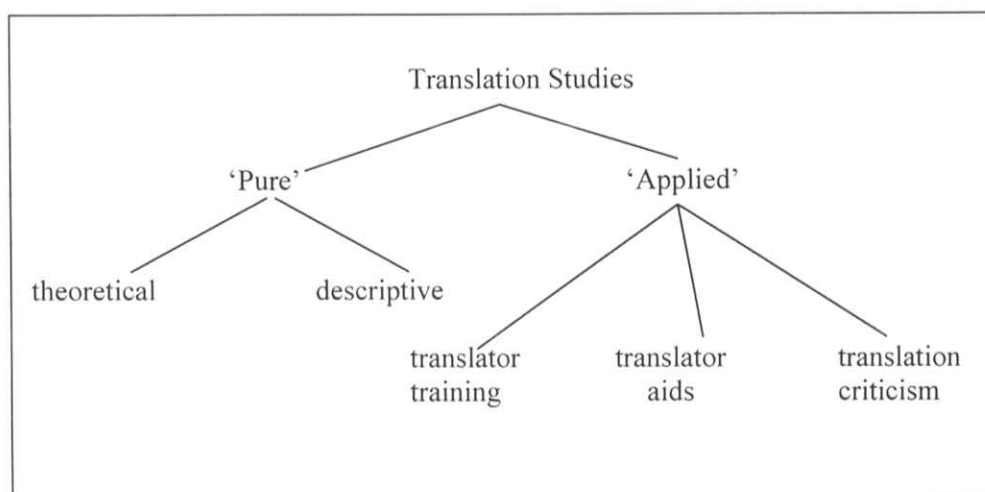 Translation Studies
‘Pure’ ‘Applied’
theoretical descriptive
translator translator translation
training aids criticism